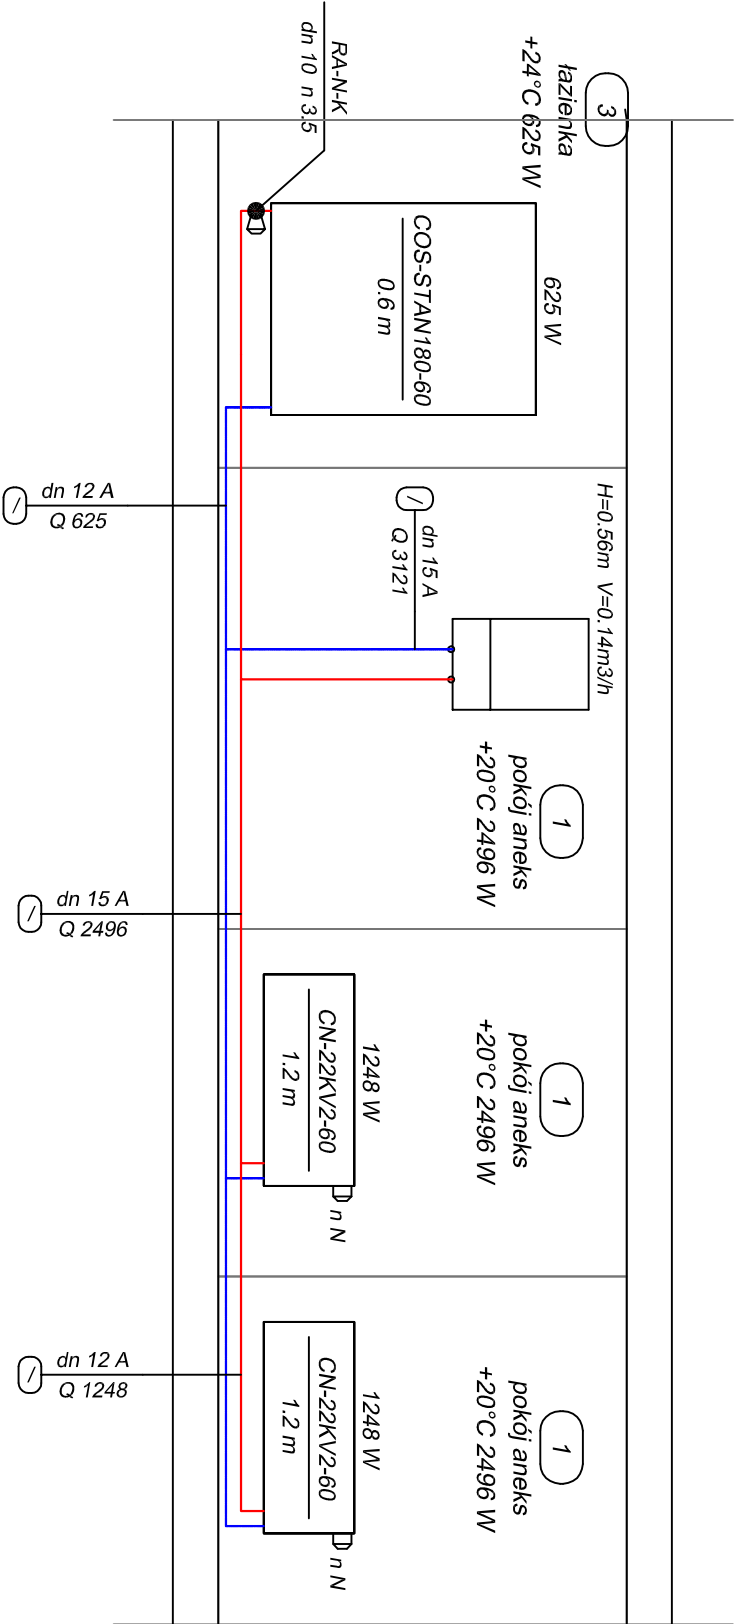 RA-N-K
dn 10 n 3.5
3
łazienka
+24°C 625 W
625 W
COS-STAN180-60
0.6 m
dn 12 A
Q 625
/
dn 15 A
Q 3121
/
H=0.56m V=0.14m3/h
1
pokój aneks
+20°C 2496 W
dn 15 A
Q 2496
/
1
pokój aneks
+20°C 2496 W
1248 W
CN-22KV2-60
1.2 m
n N
1
pokój aneks
+20°C 2496 W
1248 W
CN-22KV2-60
1.2 m
n N
dn 12 A
Q 1248
/